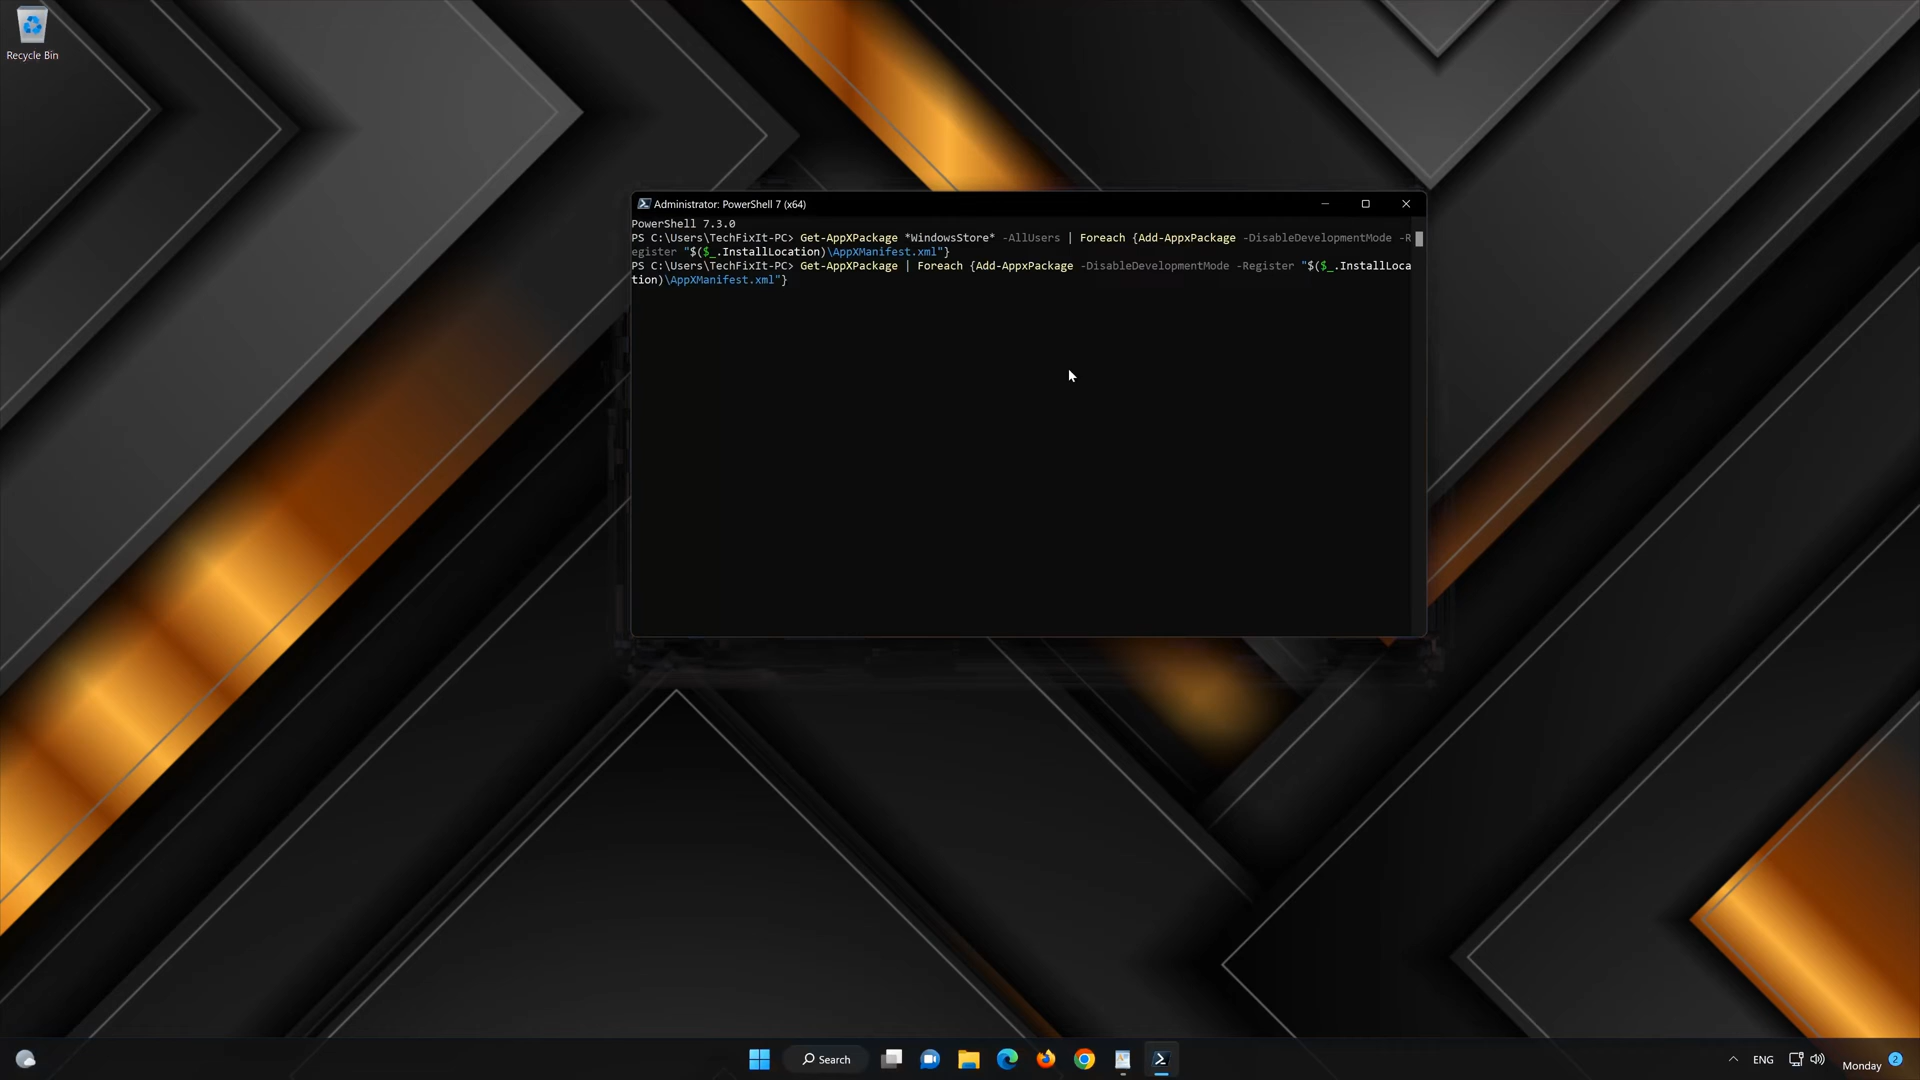 Recycle Bin
Administrator: PowerShell 7 (x64)
PowerShell 7.3.0
PS C:\Users\TechFixIt-PC> Get-AppXPackage *WindowsStore* -AllUsers | Foreach {Add-AppxPackage -DisableDevelopmentMode -R
egister "$($_.InstallLocation)\AppXManifest.xml"}
PS C:\Users\TechFixIt-PC> Get-AppXPackage | Foreach {Add-AppxPackage -DisableDevelopmentMode -Register "$($_.InstallLoca
tion)\AppXManifest.xml"}
Search
ENG
Monday
2